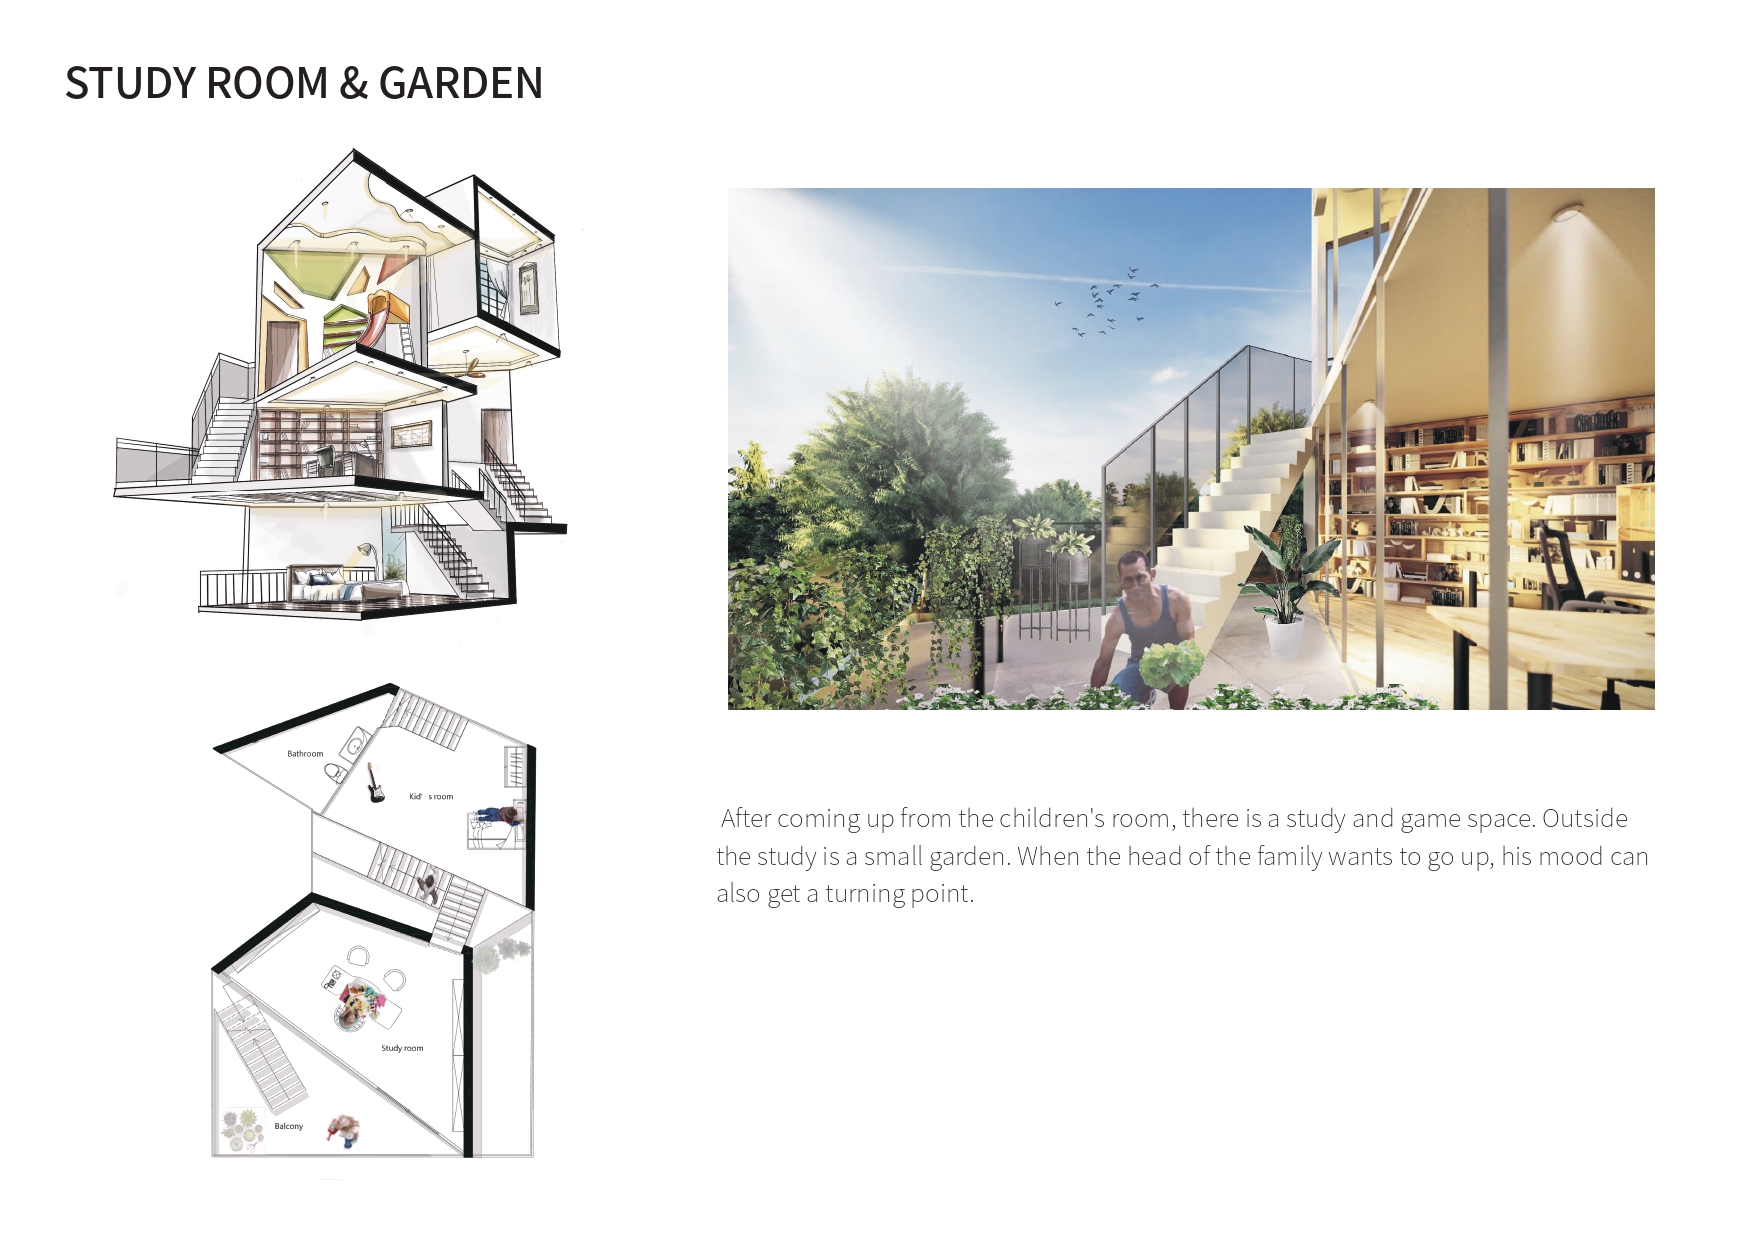 STUDY ROOM & GARDEN
Bathroom
Kid' s room
Study room
Balcony
After coming up from the children's room, there is a study and game space. Outside
the study is a small garden. When the head of the family wants to go up, his mood can
also get a turning point.